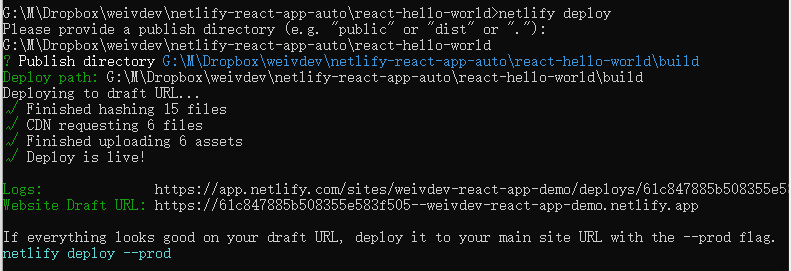 G:\M\Dropbox\weivdev\netlify-react-app-auto\react-hello-world>netlify deploy
Please provide a publish directory (e.g. "public" or "dist" or "."):
G:\M\Dropbox\weivdev\netlify-react-app-auto\react-hello-world
? Publish directory G:\M\Dropbox\weivdev\netlify-react-app-auto\react-hello-world\build
Deploy path: G:\M\Dropbox\weivdev\netlify-react-app-auto\react-hello-world\build
Deploying to draft URL...
√ Finished hashing 15 files
√ CDN requesting 6 files
√ Finished uploading 6 assets
√ Deploy is live!
Logs: https://app.netlify.com/sites/weivdev-react-app-demo/deploys/61c847885b508355e5
Website Draft URL: https://61c847885b508355e583f505--weivdev-react-app-demo.netlify.app
If everything looks good on your draft URL, deploy it to your main site URL with the --prod flag.
netlify deploy --prod